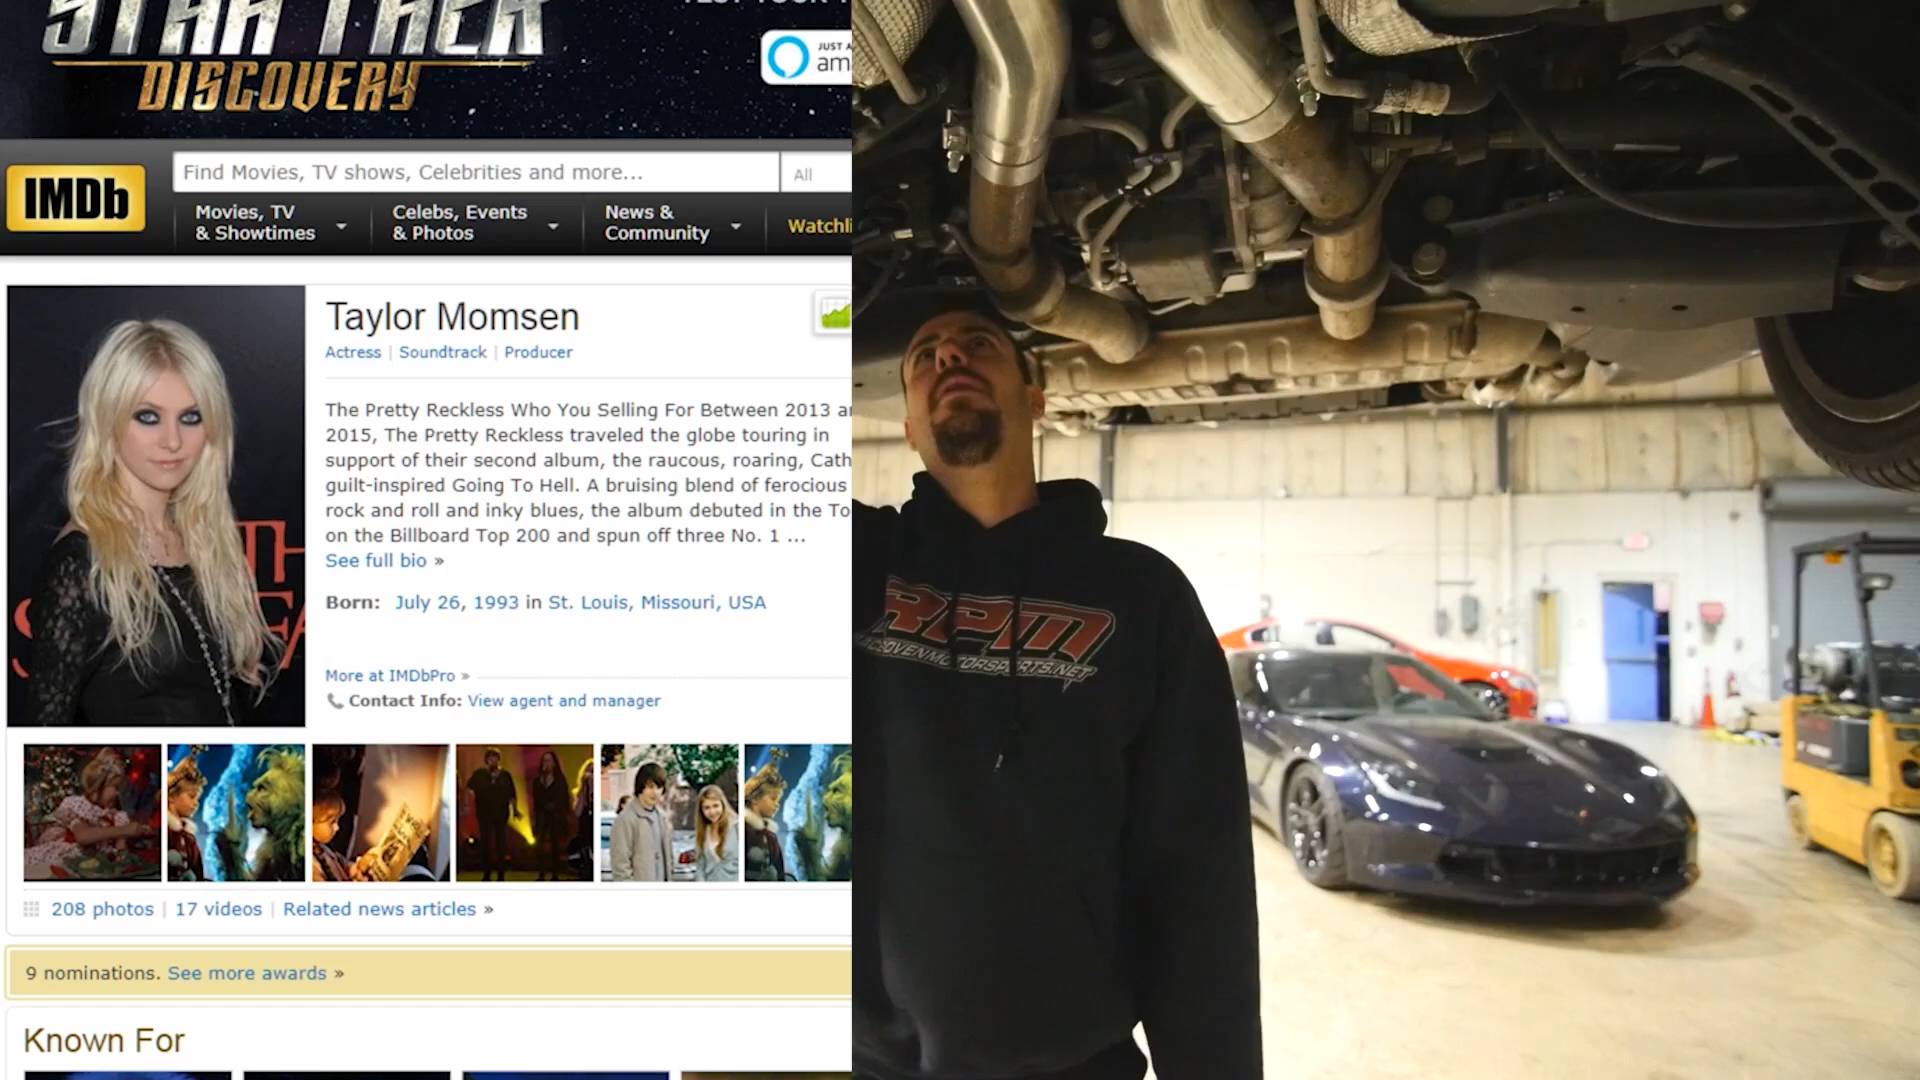 STAR TREK
DISCOVERY
JUST A
am
IMDb
Find Movies, TV shows, Celebrities and more...
All
Movies, TV
& Showtimes
Celebs, Events
& Photos
News &
Community
Watchli
Taylor Momsen
Actress | Soundtrack | Producer
The Pretty Reckless Who You Selling For Between 2013 an
2015, The Pretty Reckless traveled the globe touring in
support of their second album, the raucous, roaring, Cath
guilt-inspired Going To Hell. A bruising blend of ferocious
rock and roll and inky blues, the album debuted in the To
on the Billboard Top 200 and spun off three No. 1 ...
See full bio »
Born: July 26, 1993 in St. Louis, Missouri, USA
More at IMDbPro »
Contact Info: View agent and manager
208 photos | 17 videos | Related news articles »
9 nominations. See more awards »
Known For
RPM